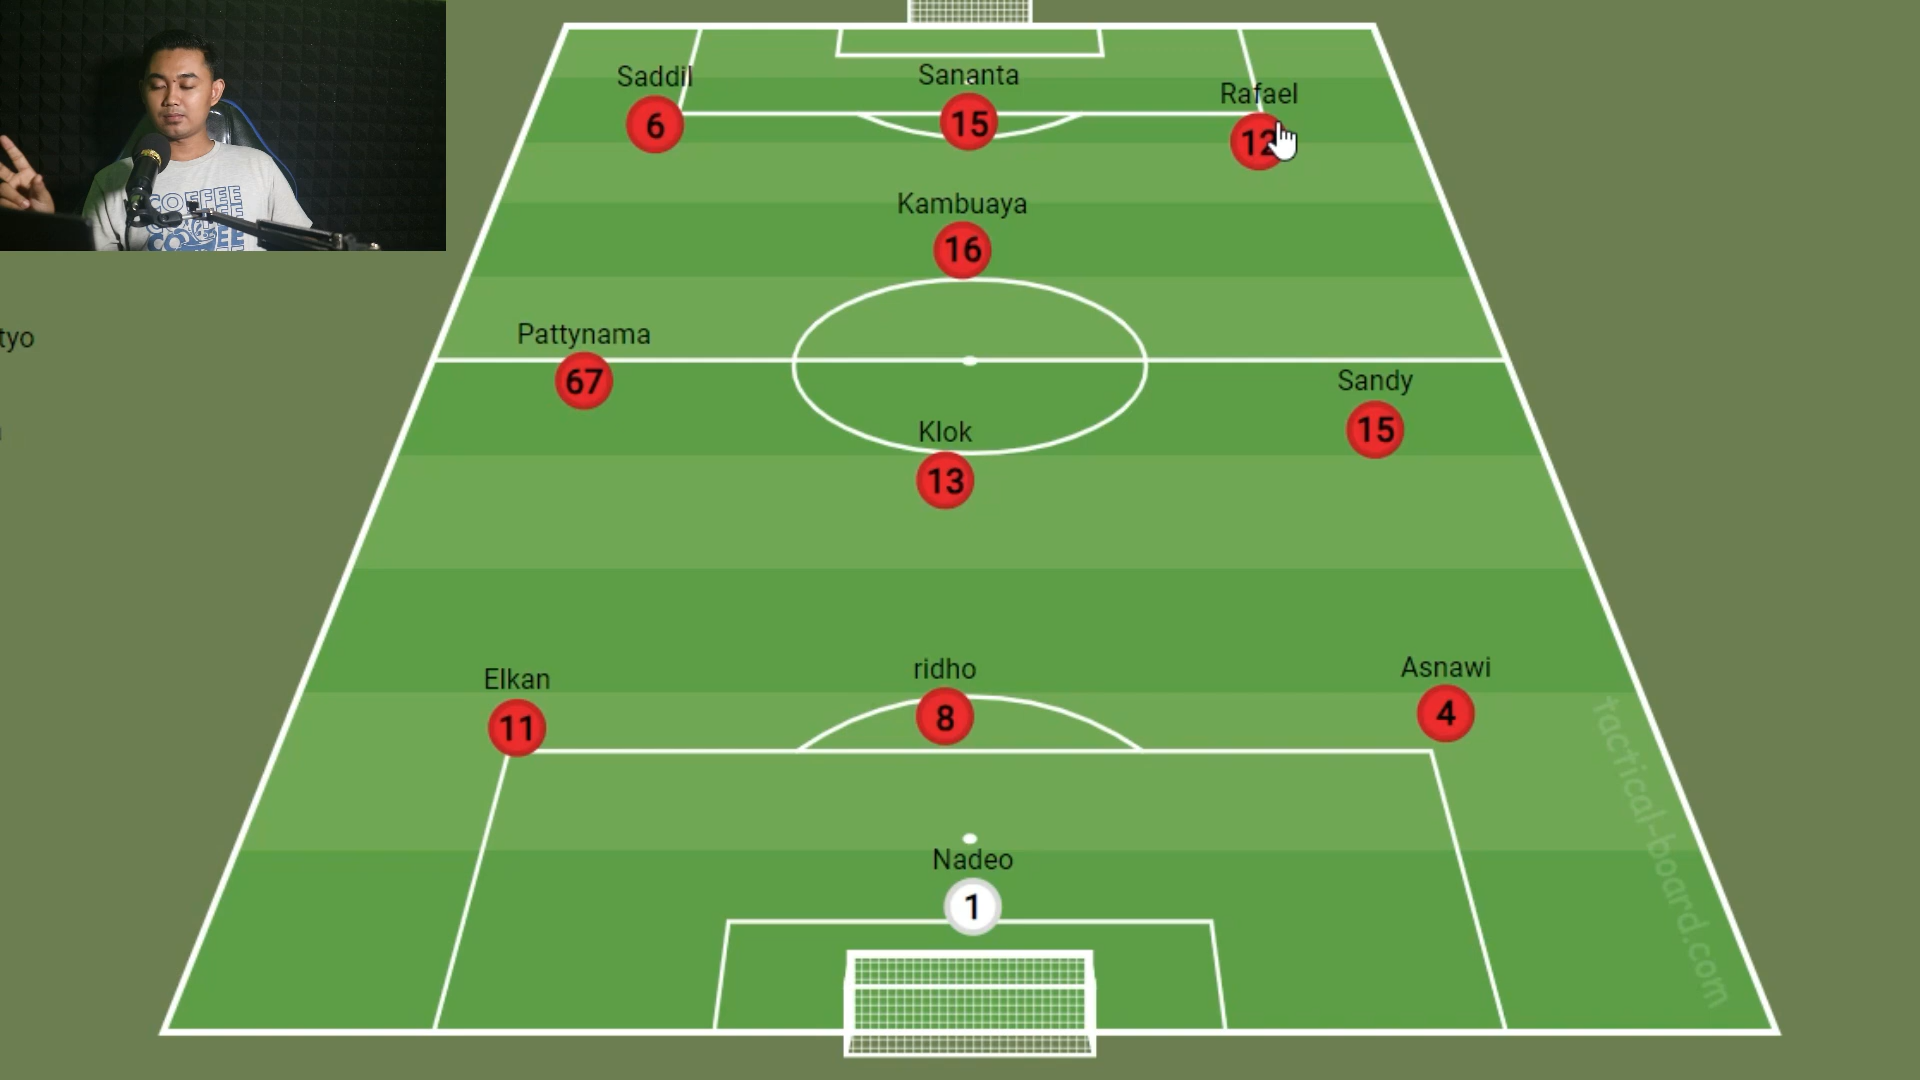 COFFEE
Saddil
6
Sananta
15
Rafael
12
Kambuaya
16
tyo
Pattynama
67
Sandy
15
Klok
13
Elkan
11
ridho
8
Asnawi
4
Nadeo
1
tactical-board.com